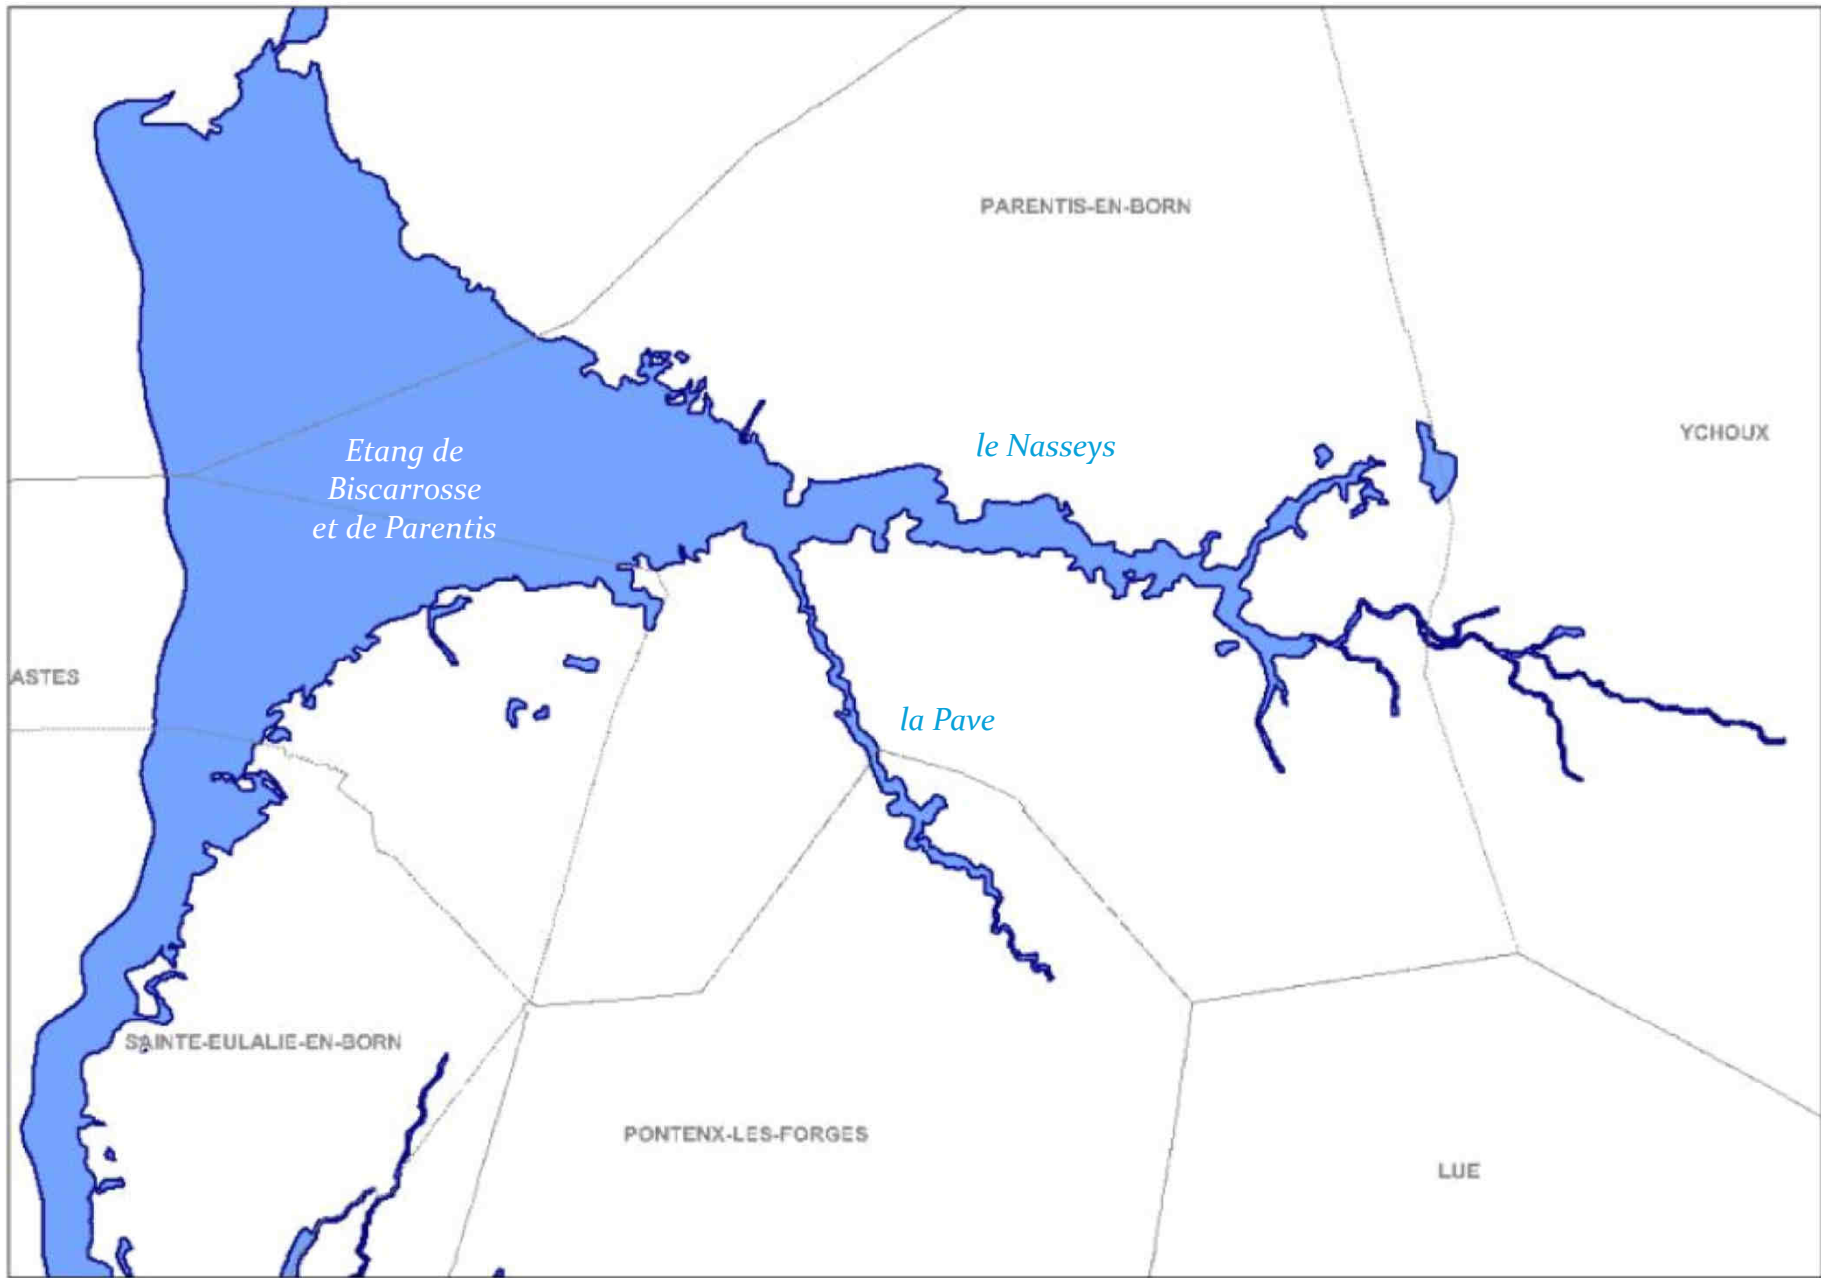 PARENTIS-EN-BORN
YCHOUX
le Nasseys
Etang de
Biscarrosse
et de Parentis
ASTES
la Pave
SAINTE-EULALIE-EN-BORN
PONTENX-LES-FORGES
LUE